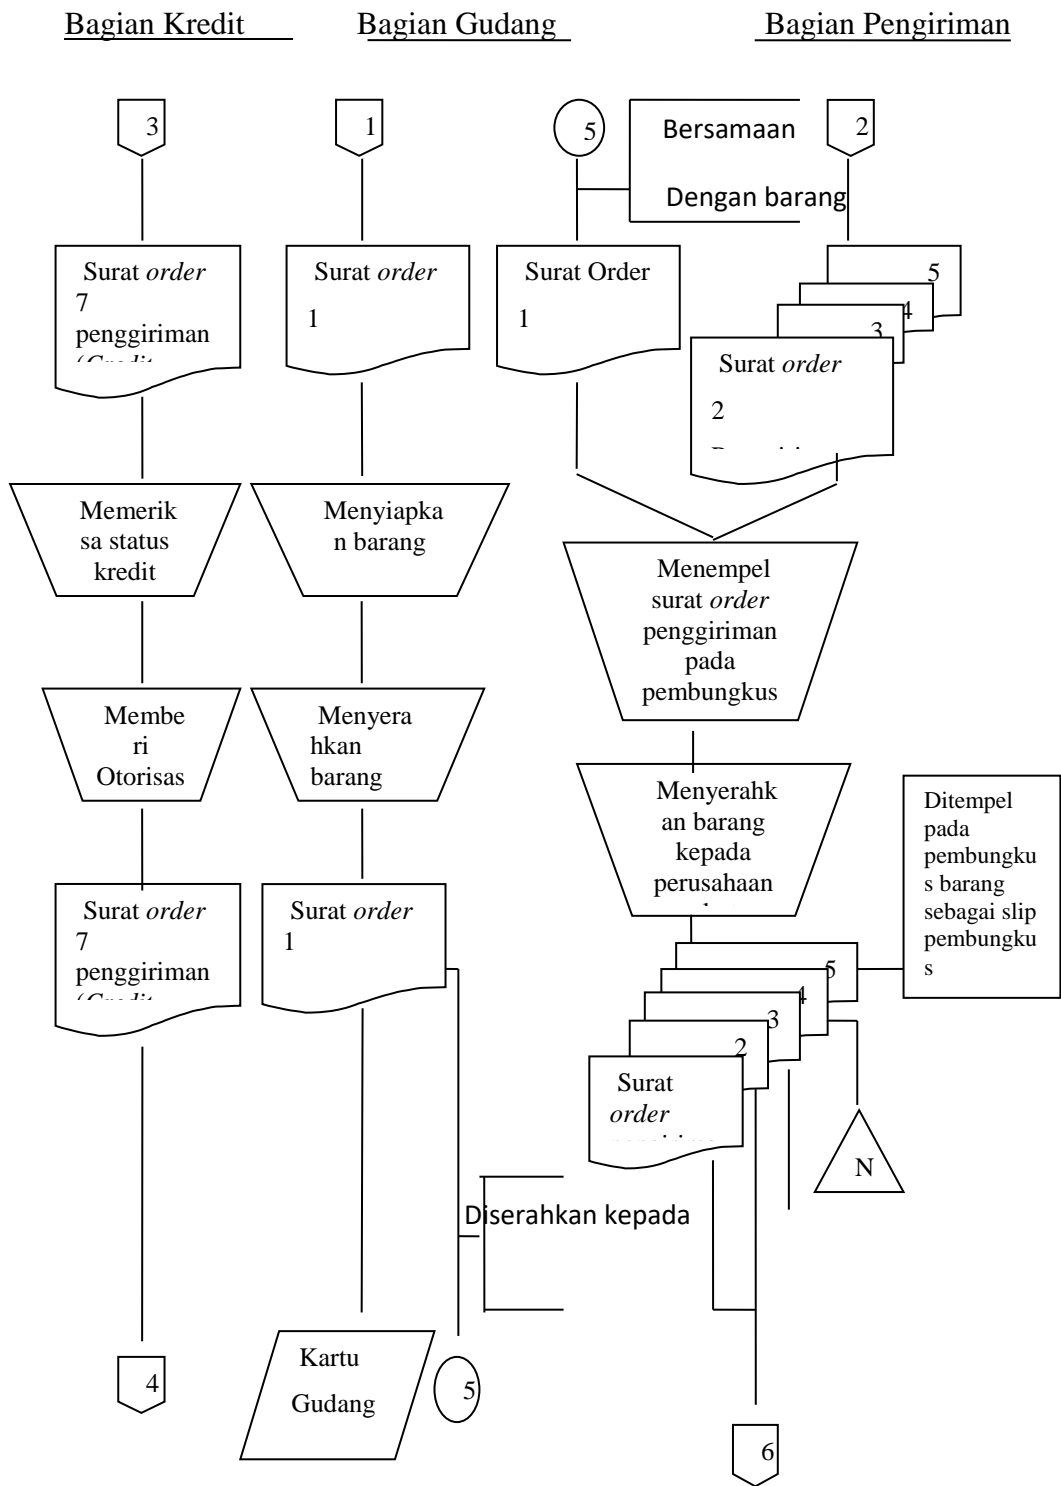 Bagian Kredit
Bagian Gudang
Bagian Pengiriman
3
1
5
Bersamaan
Dengan barang
2
Surat order
7
penggiriman
(Credit
Surat order
1
Surat Order
1
5
4
3
Surat order
2
Memerik
sa status
kredit
Menyiapka
n barang
Menempel
surat order
penggiriman
pada
pembungkus
Membe
ri
Otorisas
Menyera
hkan
barang
Menyerahk
an barang
kepada
perusahaan
Ditempel
pada
pembungku
s barang
sebagai slip
pembungku
s
Surat order
7
penggiriman
(Credit
Surat order
1
5
4
3
2
Surat
order
N
Diserahkan kepada
Kartu
Gudang
4
5
6